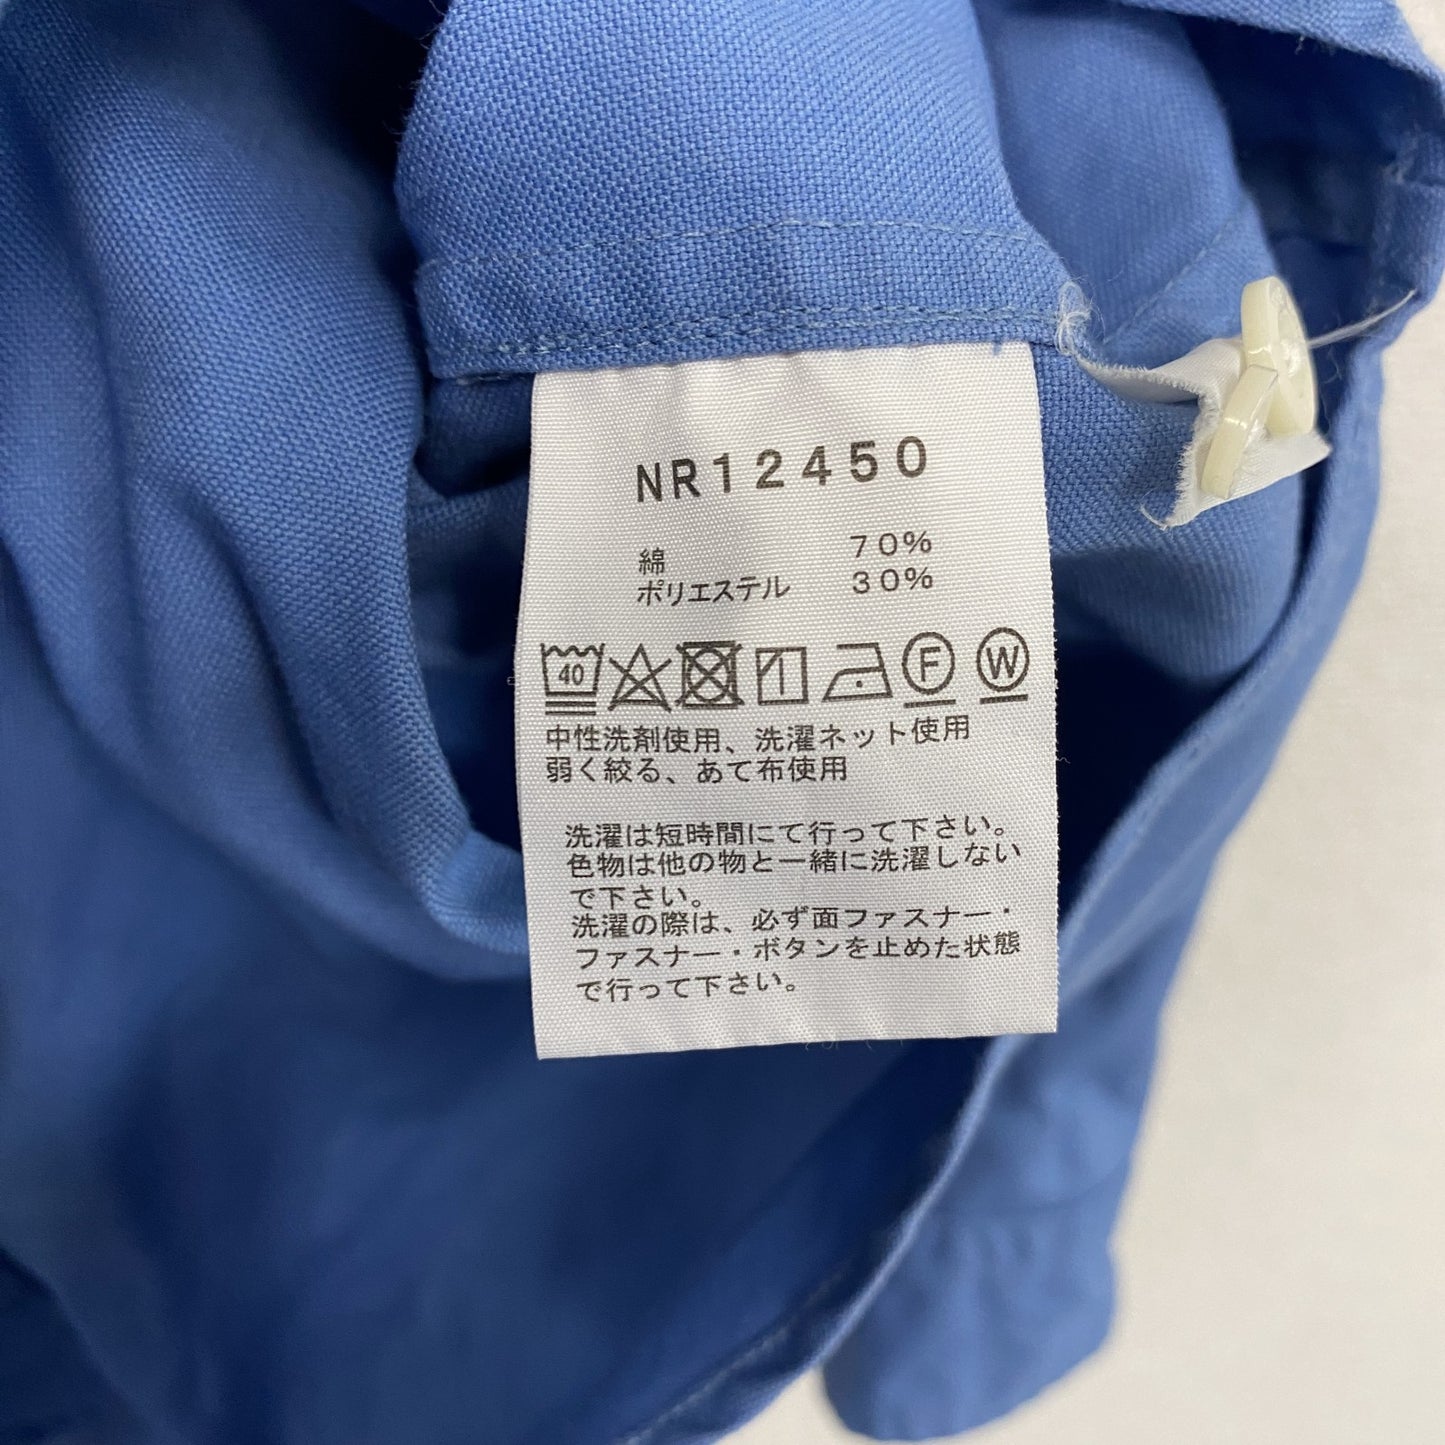 NR12450
綿 70%
ポリエステル 30%
40 F W
中性洗剤使用、洗濯ネット使用
弱く絞る、あて布使用
洗濯は短時間にて行って下さい。
色物は他の物と一緒に洗濯しない
で下さい。
洗濯の際は、必ず面ファスナー・
ファスナー・ボタンを止めた状態
で行って下さい。